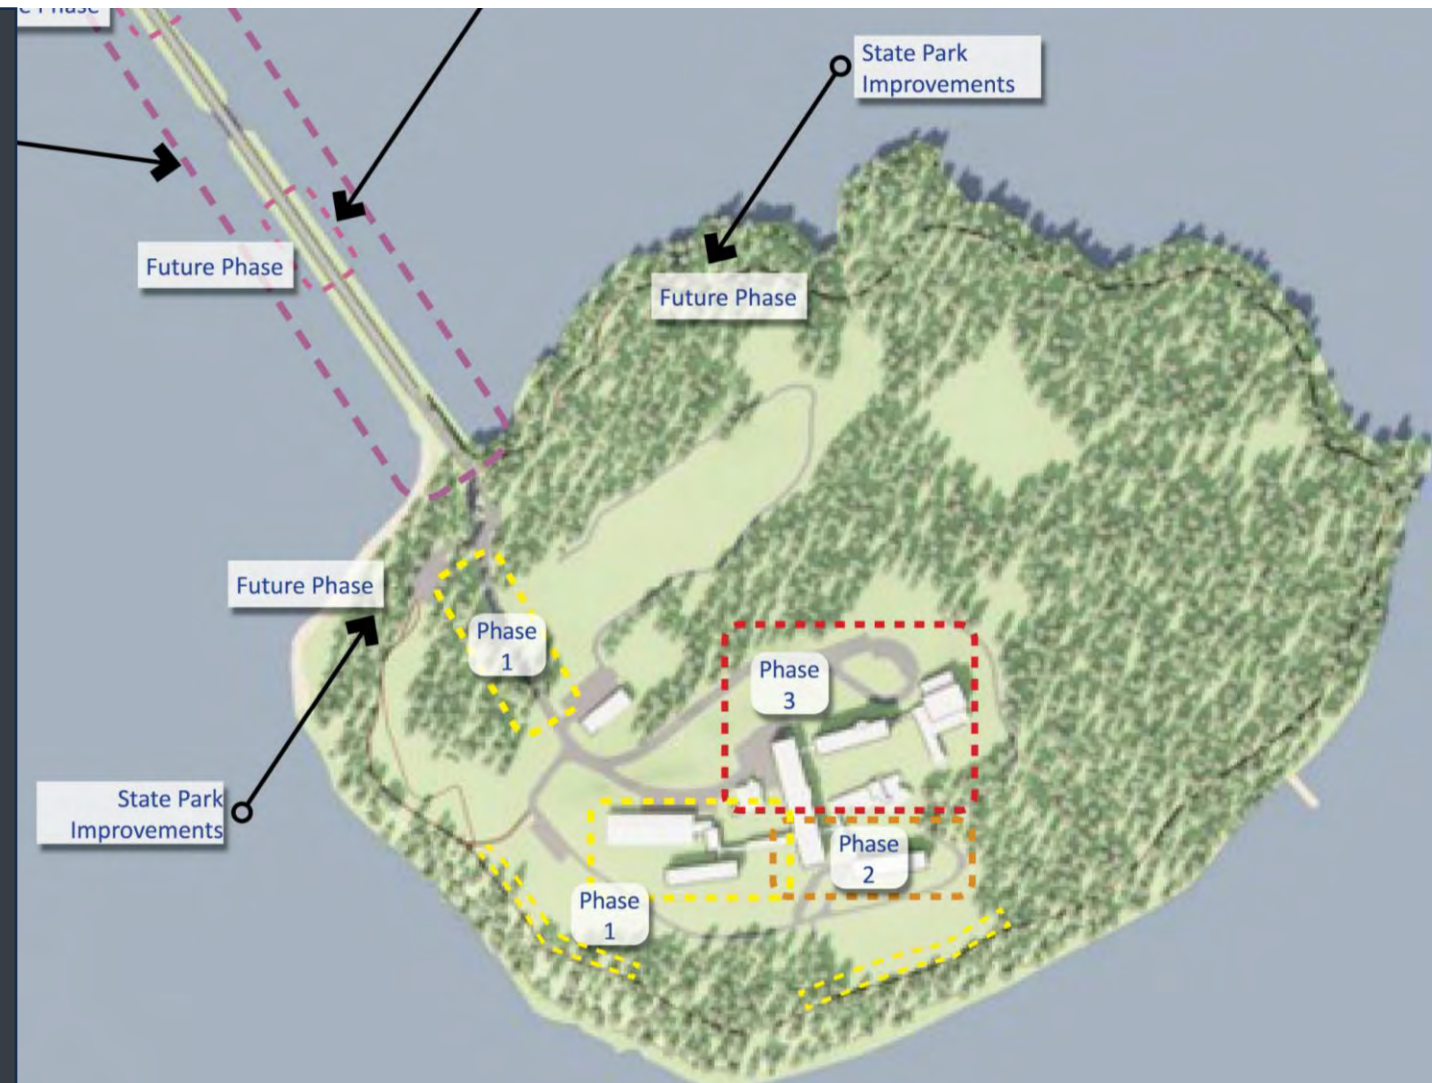 e Phase
State Park
Improvements
Future Phase
Future Phase
Future Phase
Phase
1
Phase
3
State Park
Improvements
Phase
2
Phase
1